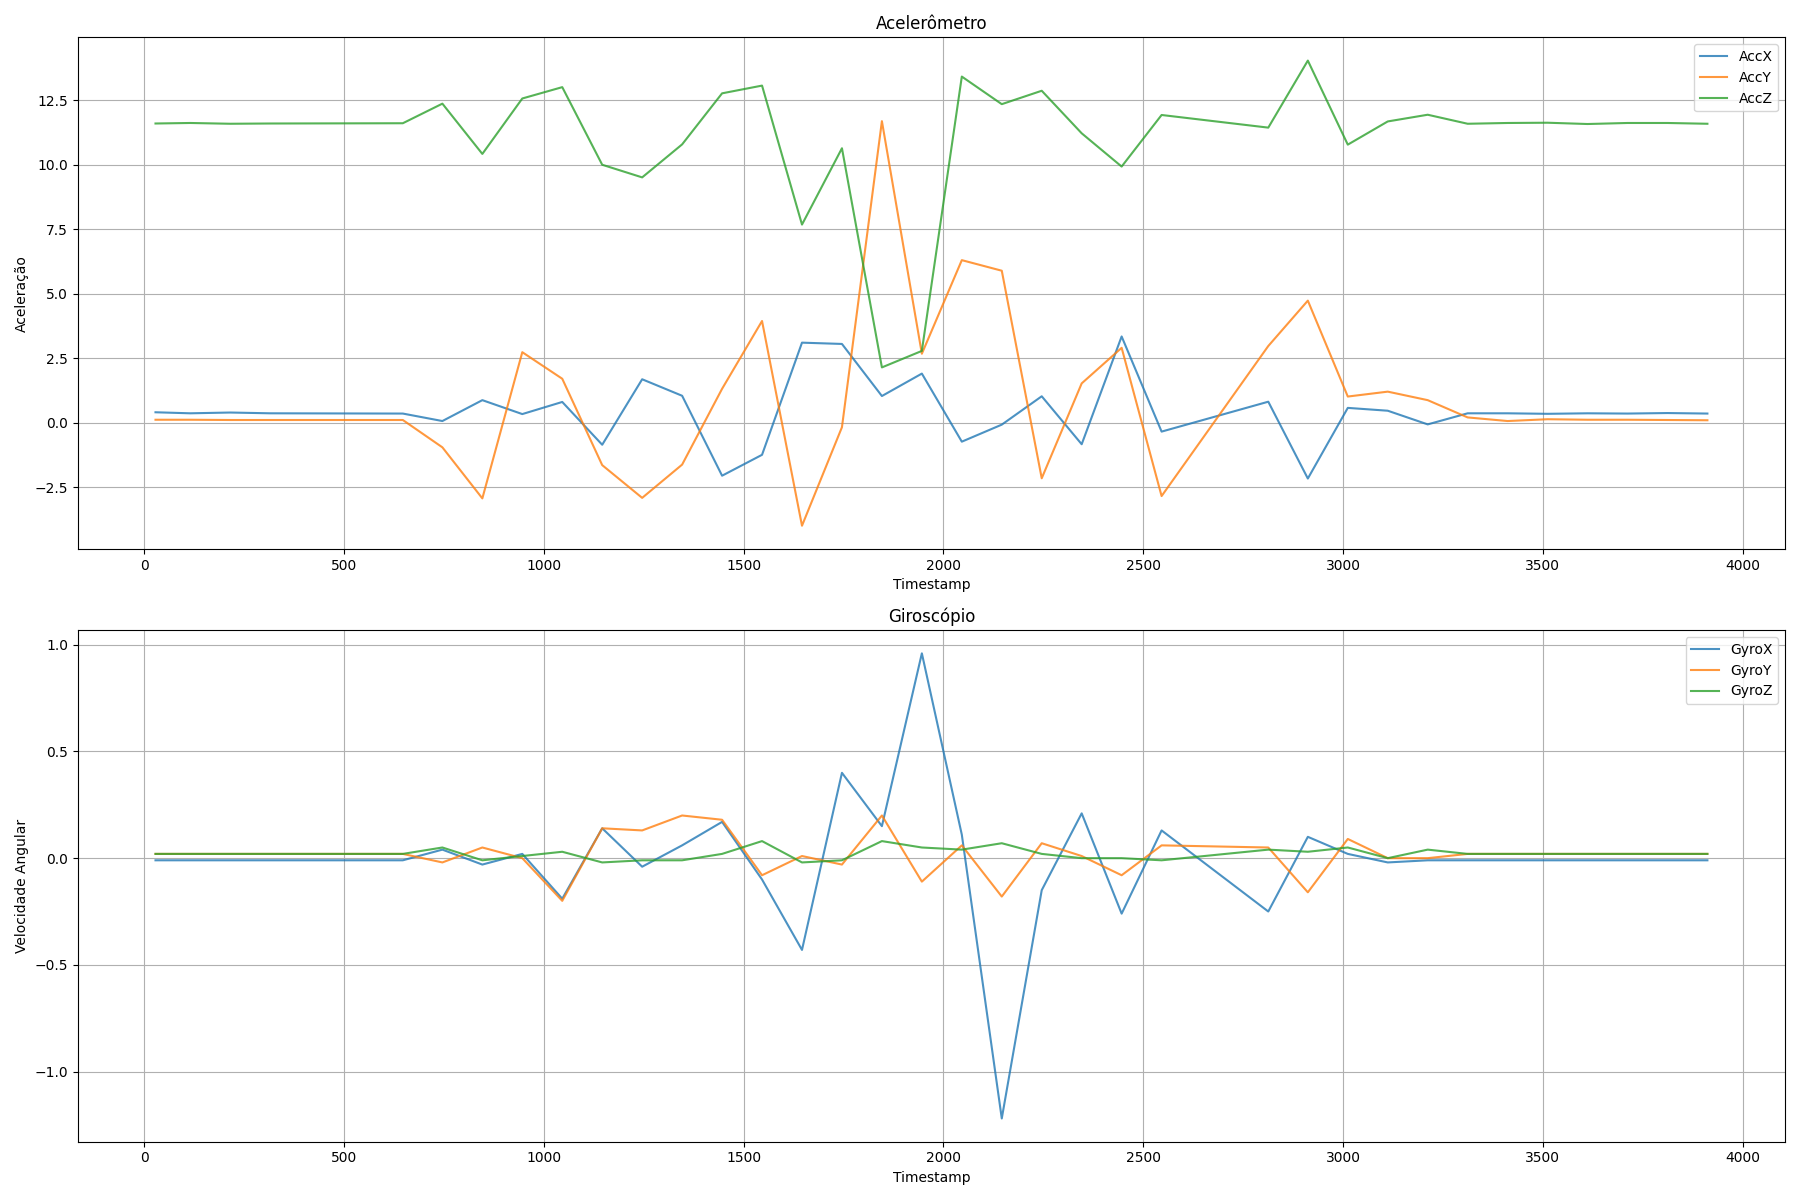 Acelerômetro
AccX
AccY
AccZ
12.5
10.0
7.5
5.0
2.5
0.0
−2.5
Aceleração
0 500 1000 1500 2000 2500 3000 3500 4000
Timestamp
Giroscópio
GyroX
GyroY
GyroZ
1.0
0.5
0.0
−0.5
−1.0
Velocidade Angular
0 500 1000 1500 2000 2500 3000 3500 4000
Timestamp